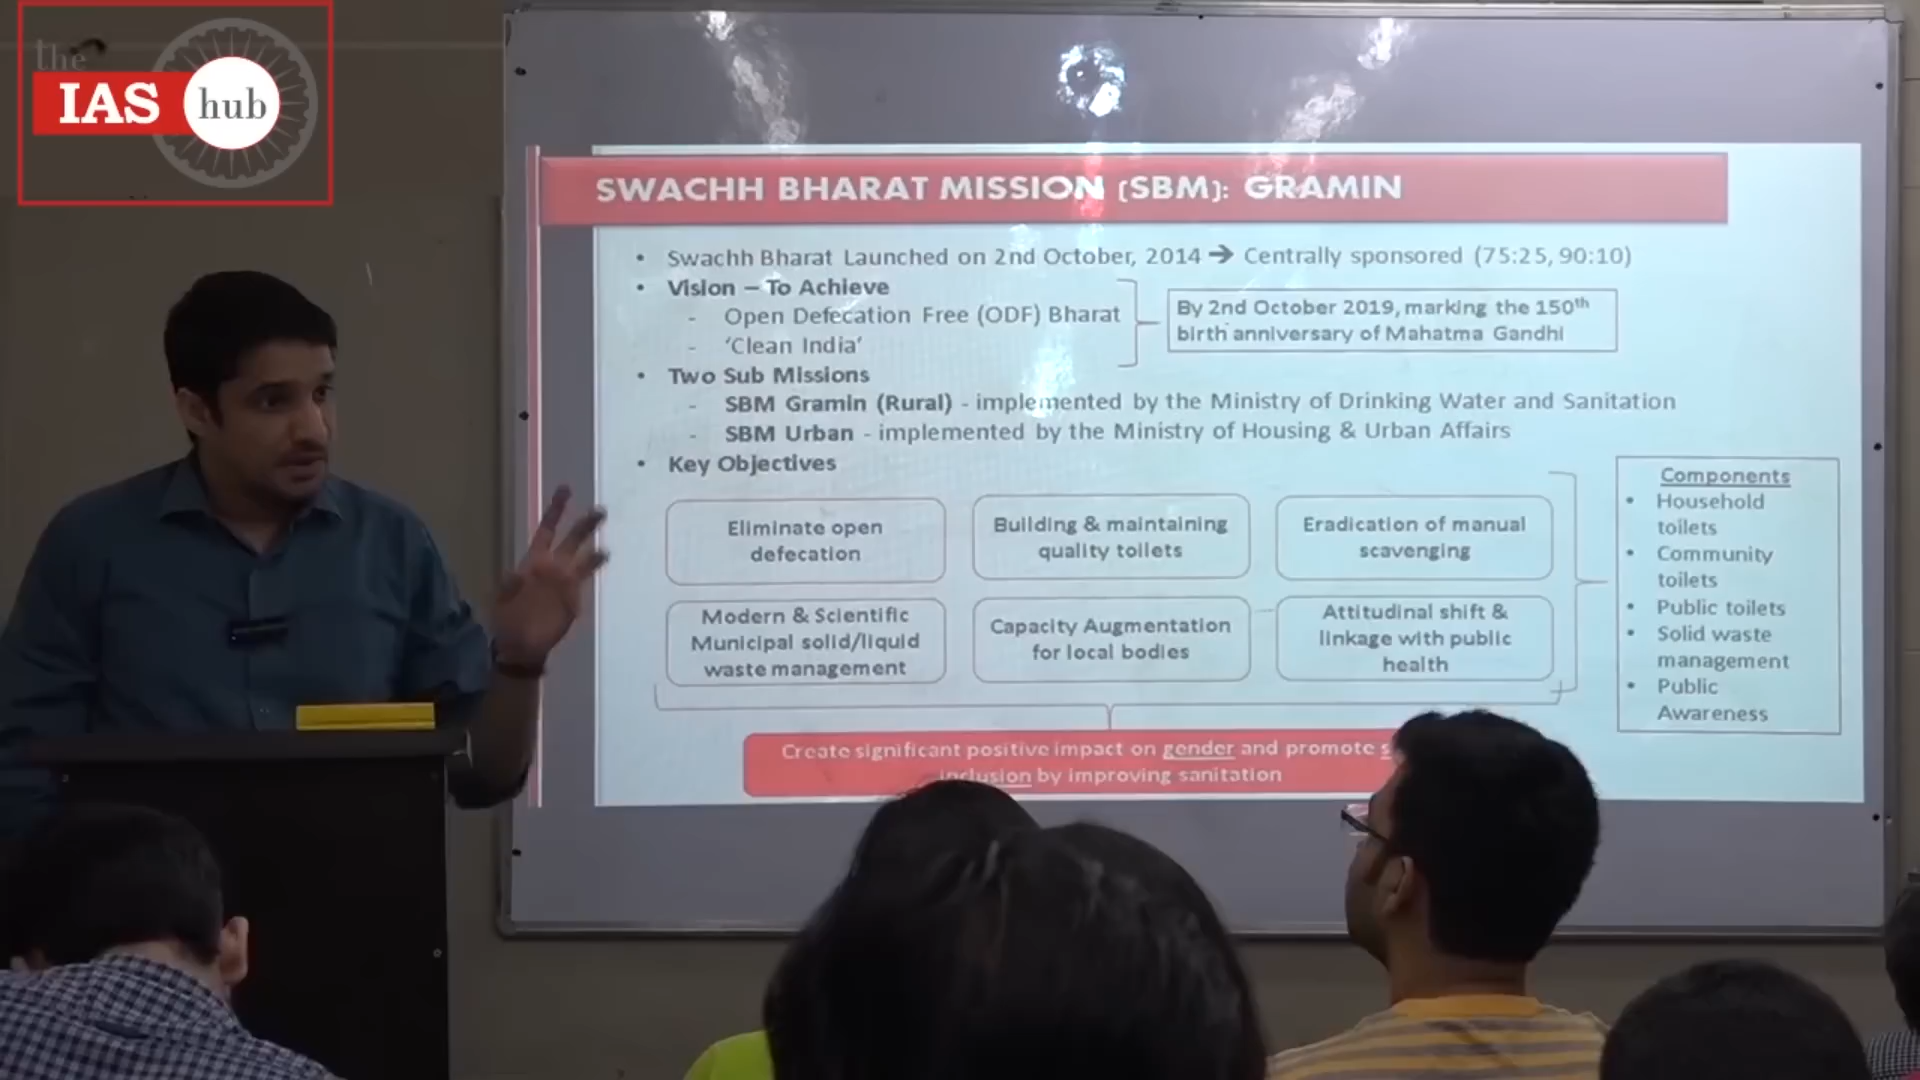 the
IAS hub
SWACHH BHARAT MISSION (SBM): GRAMIN
• Swachh Bharat Launched on 2nd October, 2014 ➔ Centrally sponsored (75:25, 90:10)
• Vision – To Achieve
- Open Defecation Free (ODF) Bharat
- ‘Clean India’
By 2nd October 2019, marking the 150th
birth anniversary of Mahatma Gandhi
• Two Sub Missions
- SBM Gramin (Rural) - implemented by the Ministry of Drinking Water and Sanitation
- SBM Urban - implemented by the Ministry of Housing & Urban Affairs
• Key Objectives
Eliminate open
defecation
Building & maintaining
quality toilets
Eradication of manual
scavenging
Modern & Scientific
Municipal solid/liquid
waste management
Capacity Augmentation
for local bodies
Attitudinal shift &
linkage with public
health
Components
• Household
toilets
• Community
toilets
• Public toilets
• Solid waste
management
• Public
Awareness
Create significant positive impact on gender and promote
inclusion by improving sanitation